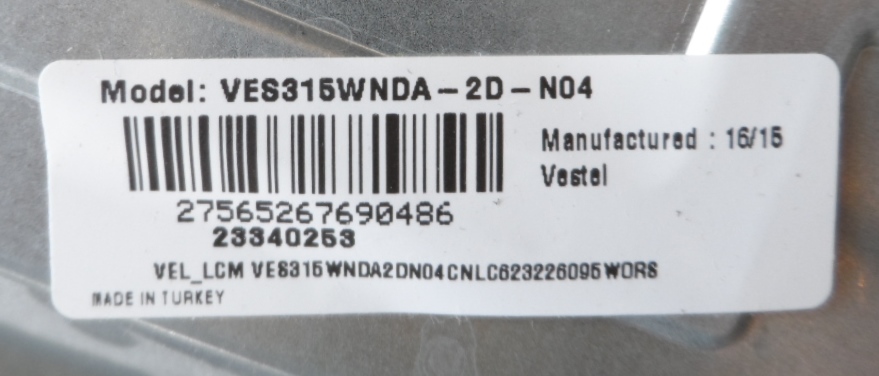 Model: VES315WNDA-2D-N04
Manufactured : 16/15
Vestel
27565267690486
23340253
VEL_LCM VES315WNDA2DN04CNLC623226095WORS
MADE IN TURKEY